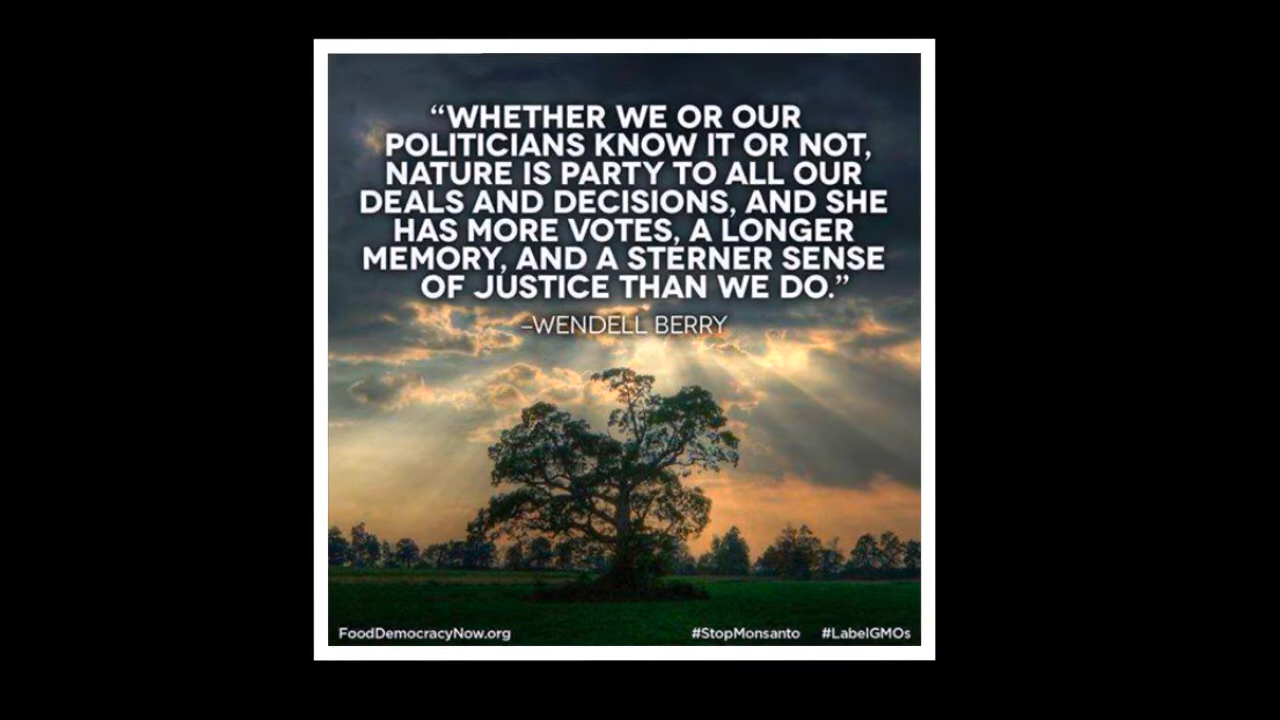 “WHETHER WE OR OUR
POLITICIANS KNOW IT OR NOT,
NATURE IS PARTY TO ALL OUR
DEALS AND DECISIONS, AND SHE
HAS MORE VOTES, A LONGER
MEMORY, AND A STERNER SENSE
OF JUSTICE THAN WE DO.”
–WENDELL BERRY
FoodDemocracyNow.org #StopMonsanto #LabelGMOs